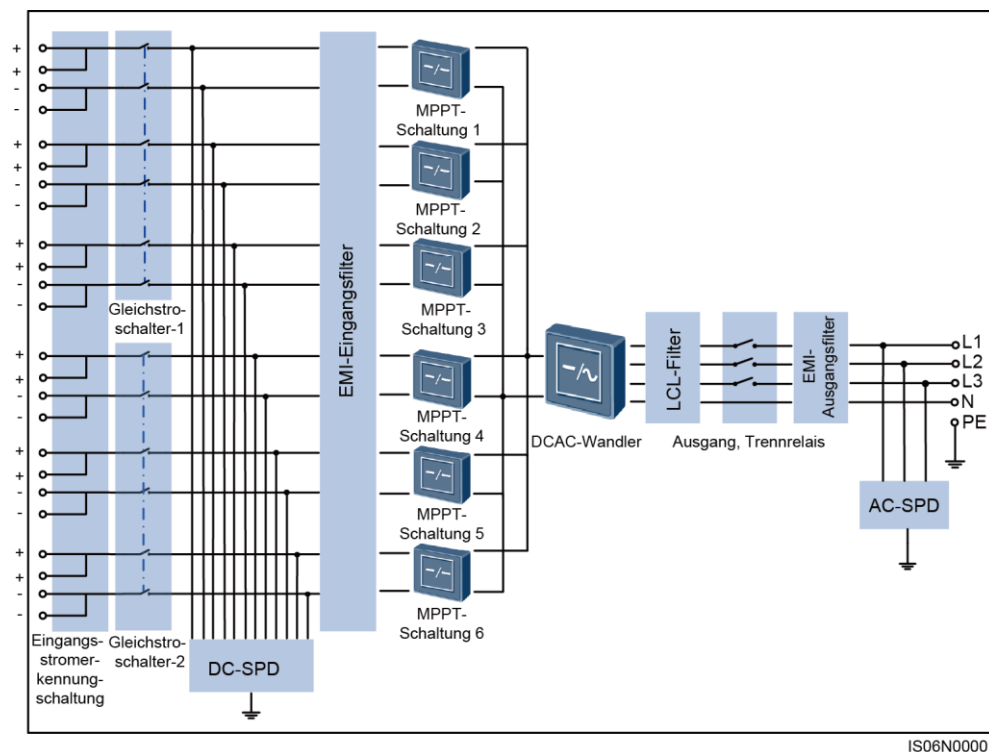 +
+
-
-
+
+
-
-
+
+
-
-
Gleichstro-
schalter-1
+
+
-
-
+
+
-
-
+
+
-
-
Eingangs-
stromer-
kennung-
schaltung
Gleichstro-
schalter-2
DC-SPD
EMI-Eingangsfilter
MPPT-
Schaltung 1
MPPT-
Schaltung 2
MPPT-
Schaltung 3
MPPT-
Schaltung 4
MPPT-
Schaltung 5
MPPT-
Schaltung 6
DCAC-Wandler
LCL-Filter
Ausgang, Trennrelais
EMI-
Ausgangsfilter
L1
L2
L3
N
PE
AC-SPD
IS06N0000